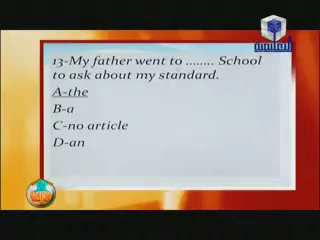 13-My father went to ........ School
to ask about my standard.
A-the
B-a
C-no article
D-an